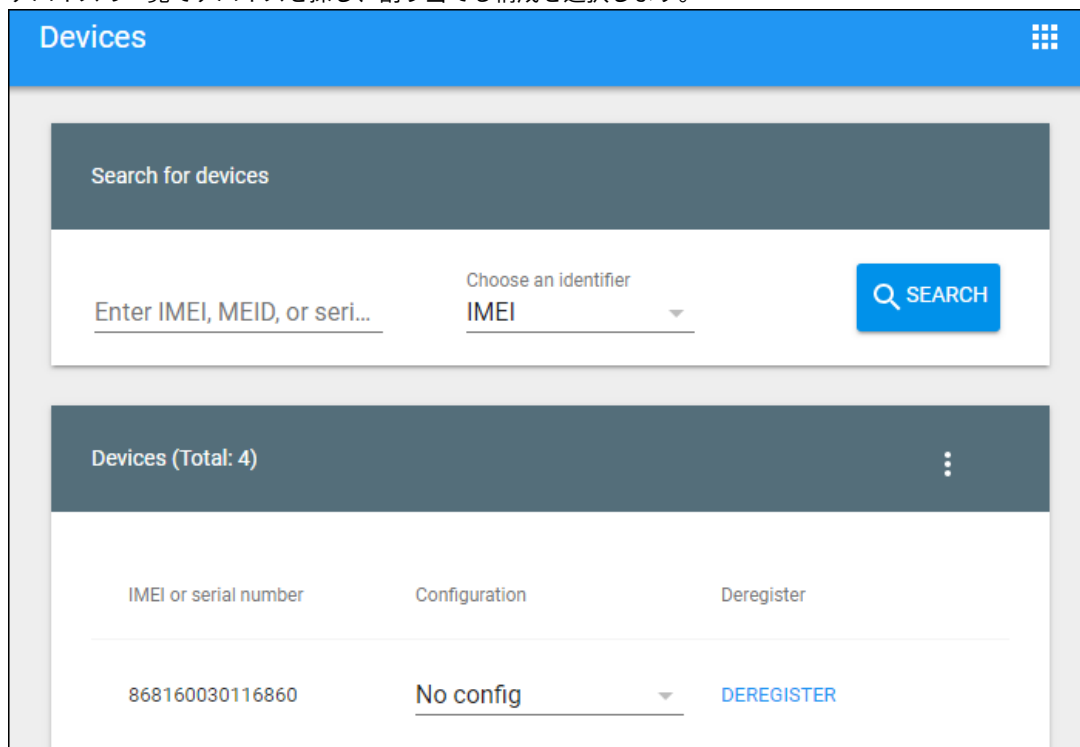 Devices
Search for devices
Choose an identifier
Enter IMEI, MEID, or seri... IMEI SEARCH
Devices (Total: 4)
IMEI or serial number Configuration Deregister
868160030116860 No config DEREGISTER